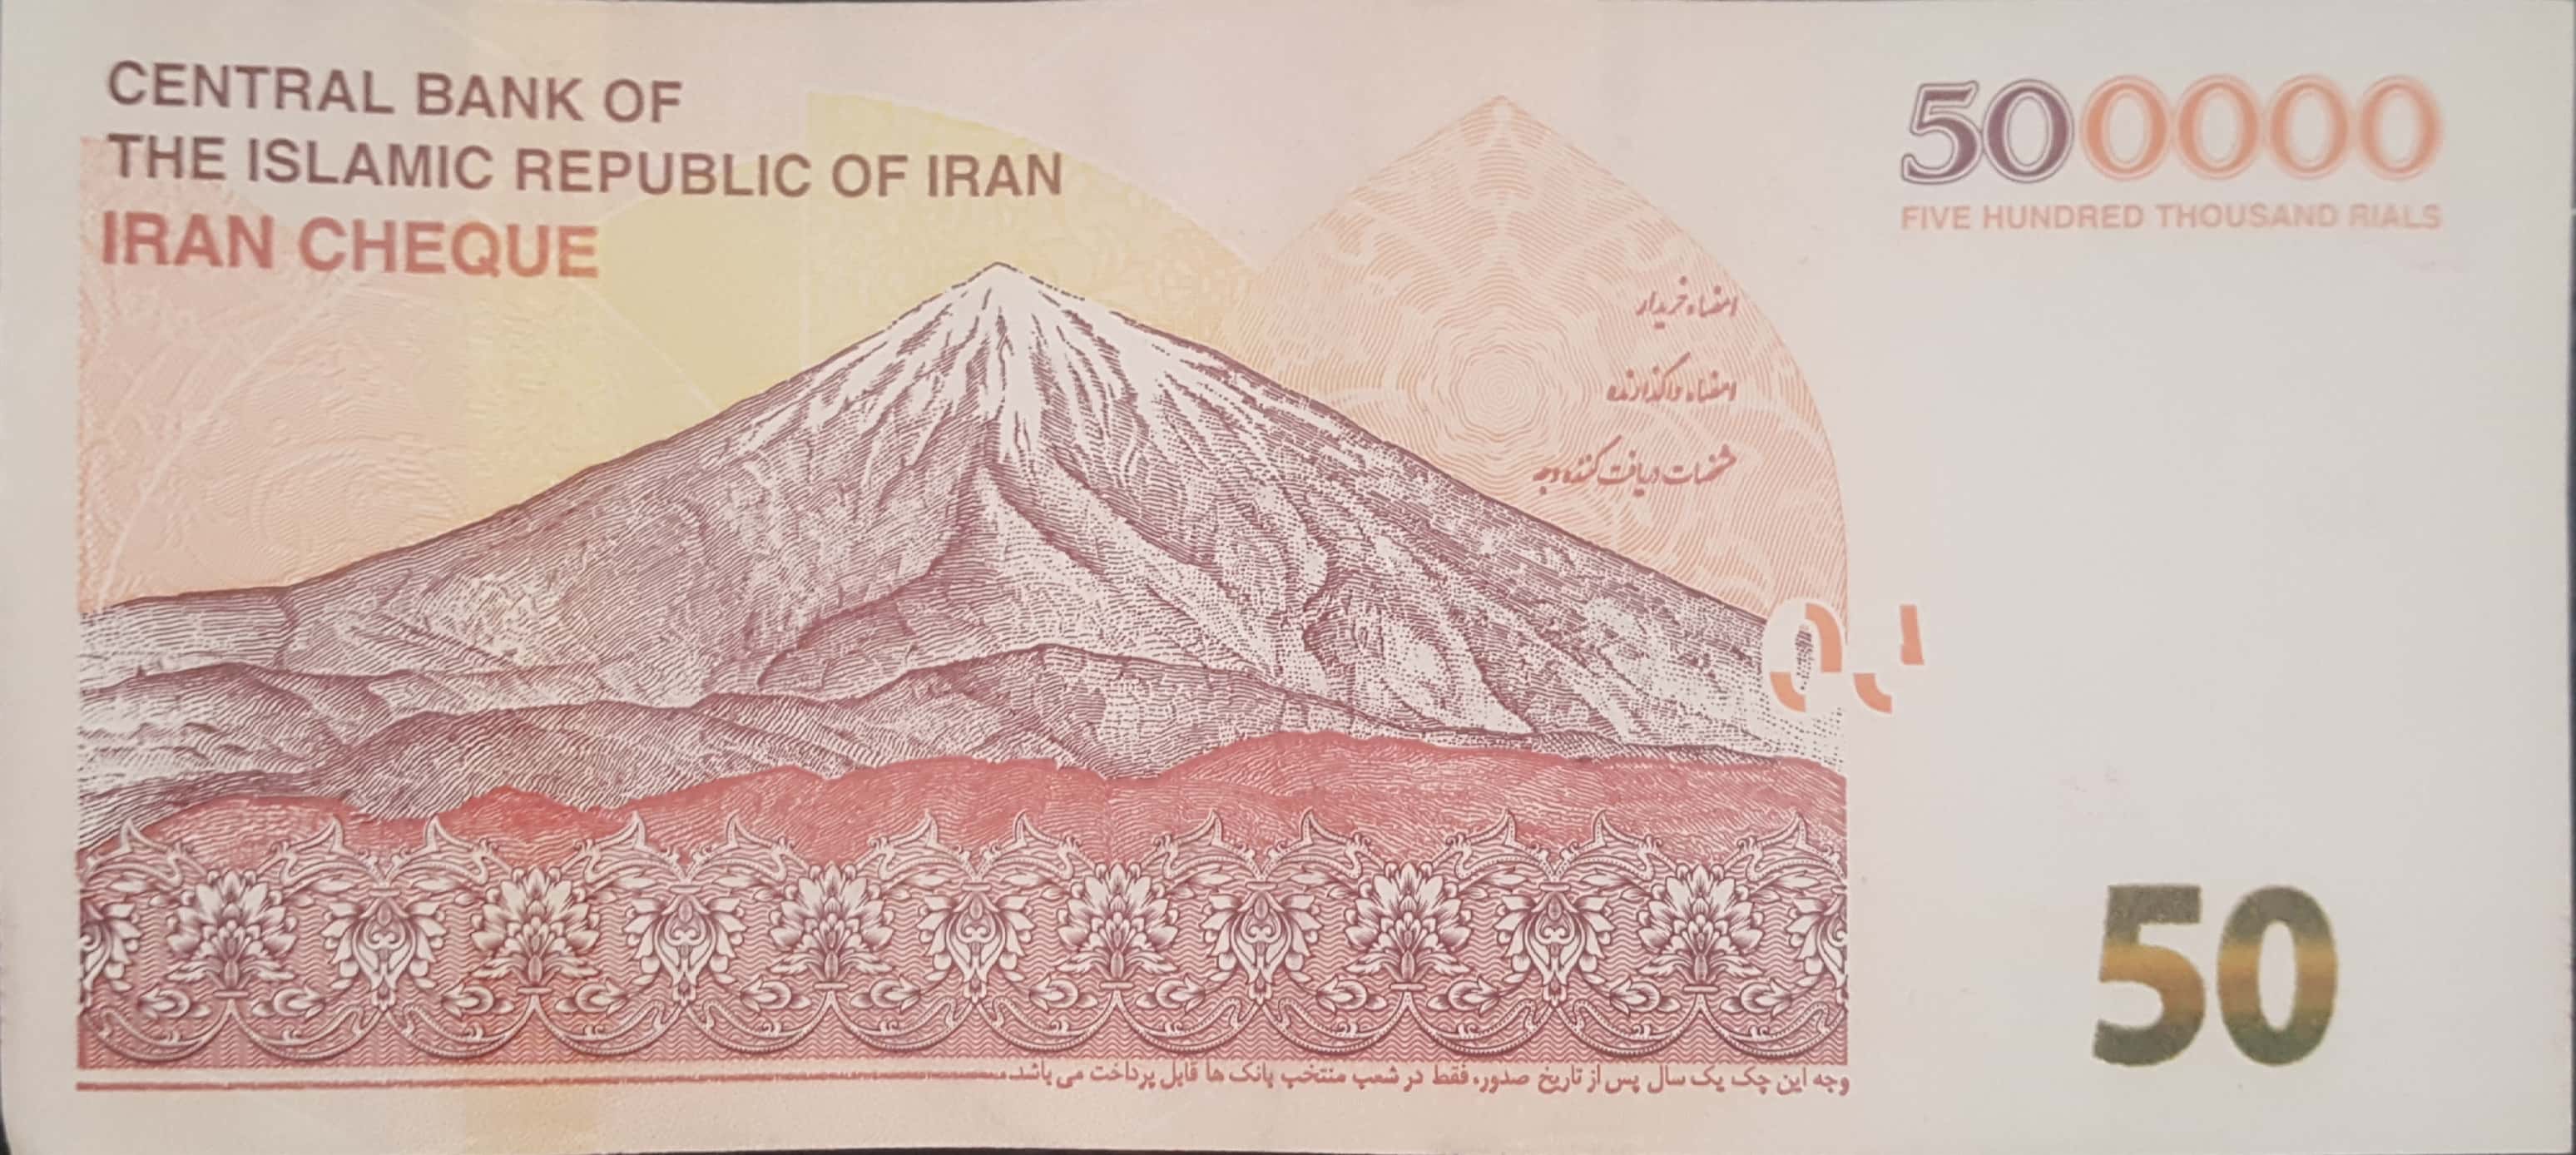 CENTRAL BANK OF
THE ISLAMIC REPUBLIC OF IRAN
IRAN CHEQUE
500000
FIVE HUNDRED THOUSAND RIALS
امضاء خریدار
امضاء واگذارنده
مشخصات دریافت کننده وجه
50
وجه این چک یک سال پس از تاریخ صدور، فقط در شعب منتخب بانک ها قابل پرداخت می باشد.